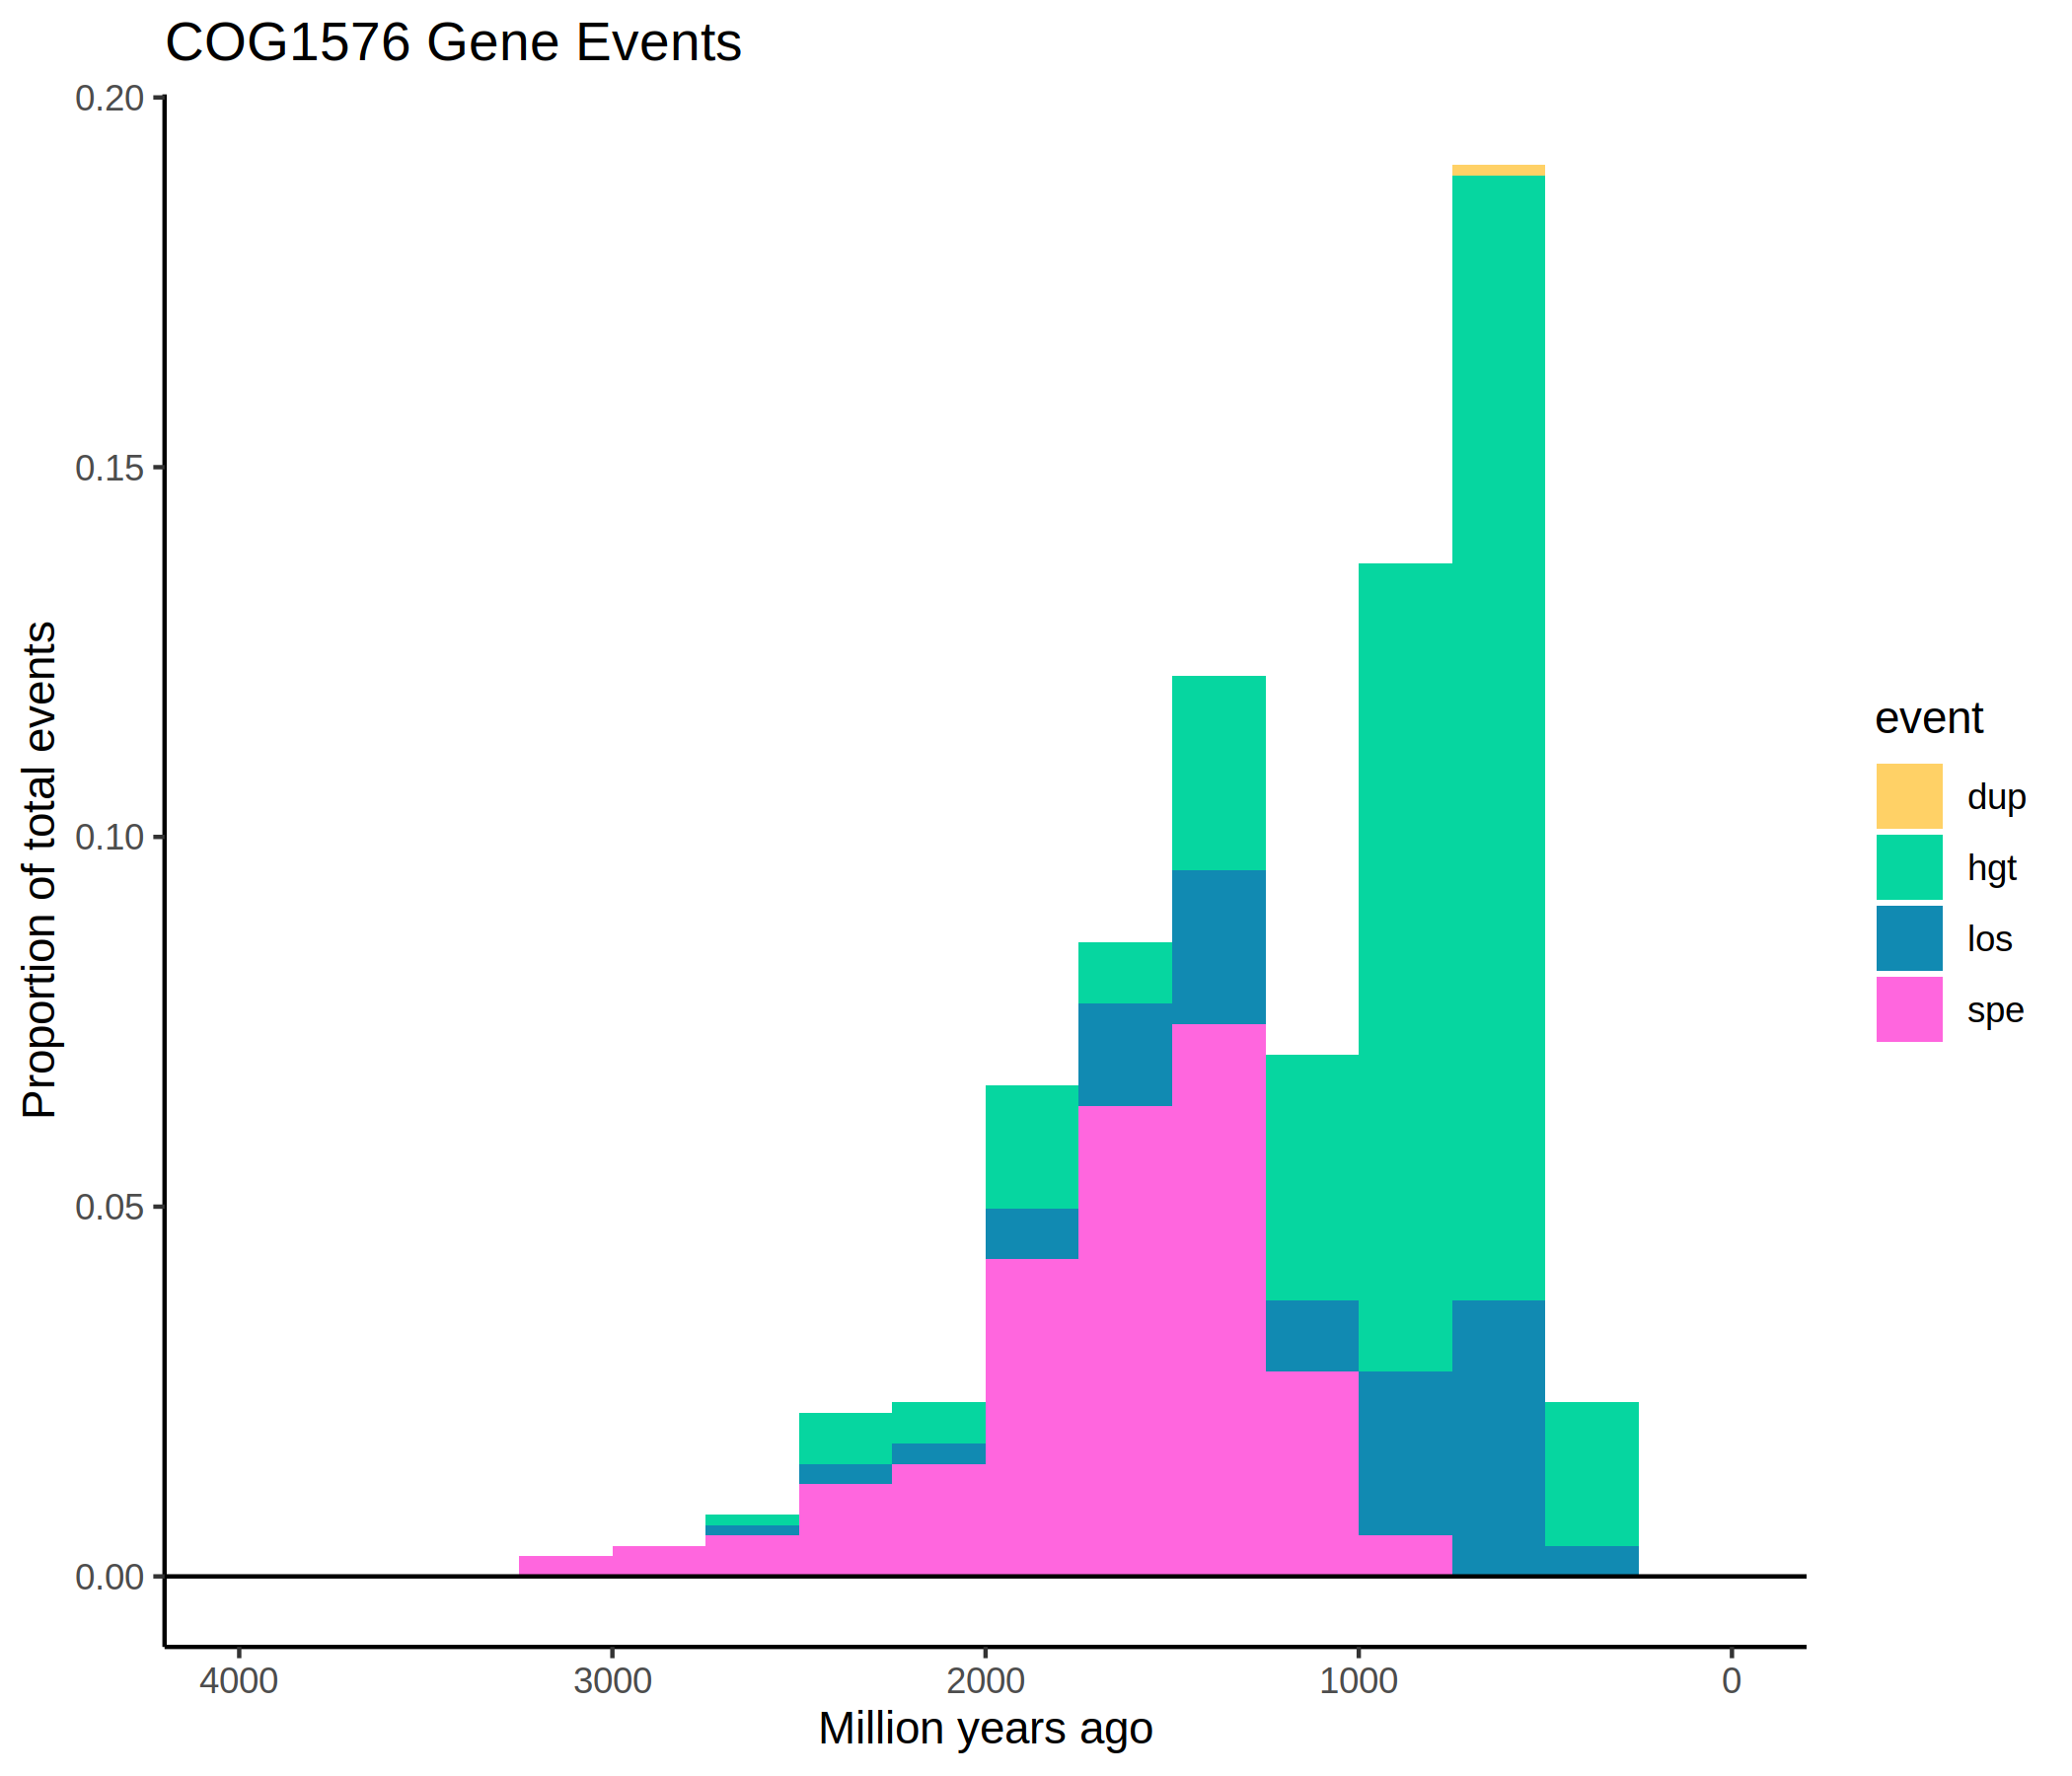 COG1576 Gene Events
0.20
0.15
0.10
0.05
0.00
Proportion of total events
4000 3000 2000 1000 0
Million years ago
event
dup
hgt
los
spe